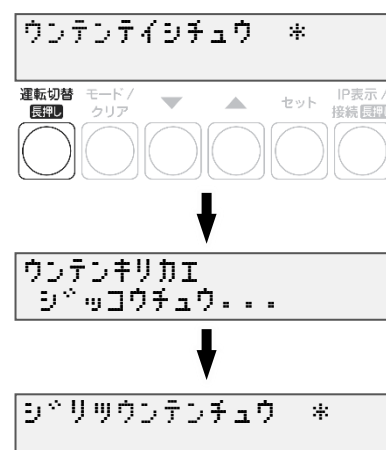 ウンテンテイシチュウ　＊
運転切替 長押し
モード/クリア
▼
▲
セット
IP表示/接続 長押し
ウンテンキリカエ
ジッコウチュウ...
ジリツウンテンチュウ　＊